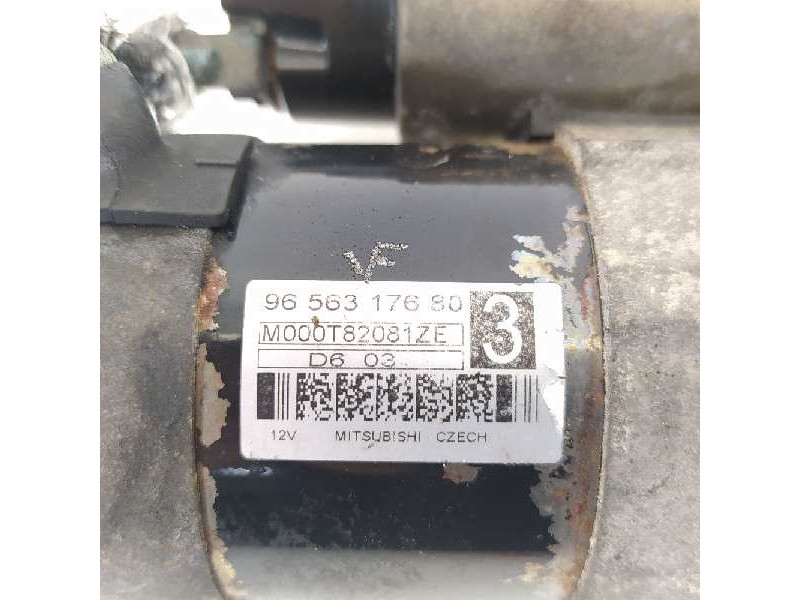 VF
96 563 176 80
3
M000T82081ZE
D6 03
12V MITSUBISHI CZECH